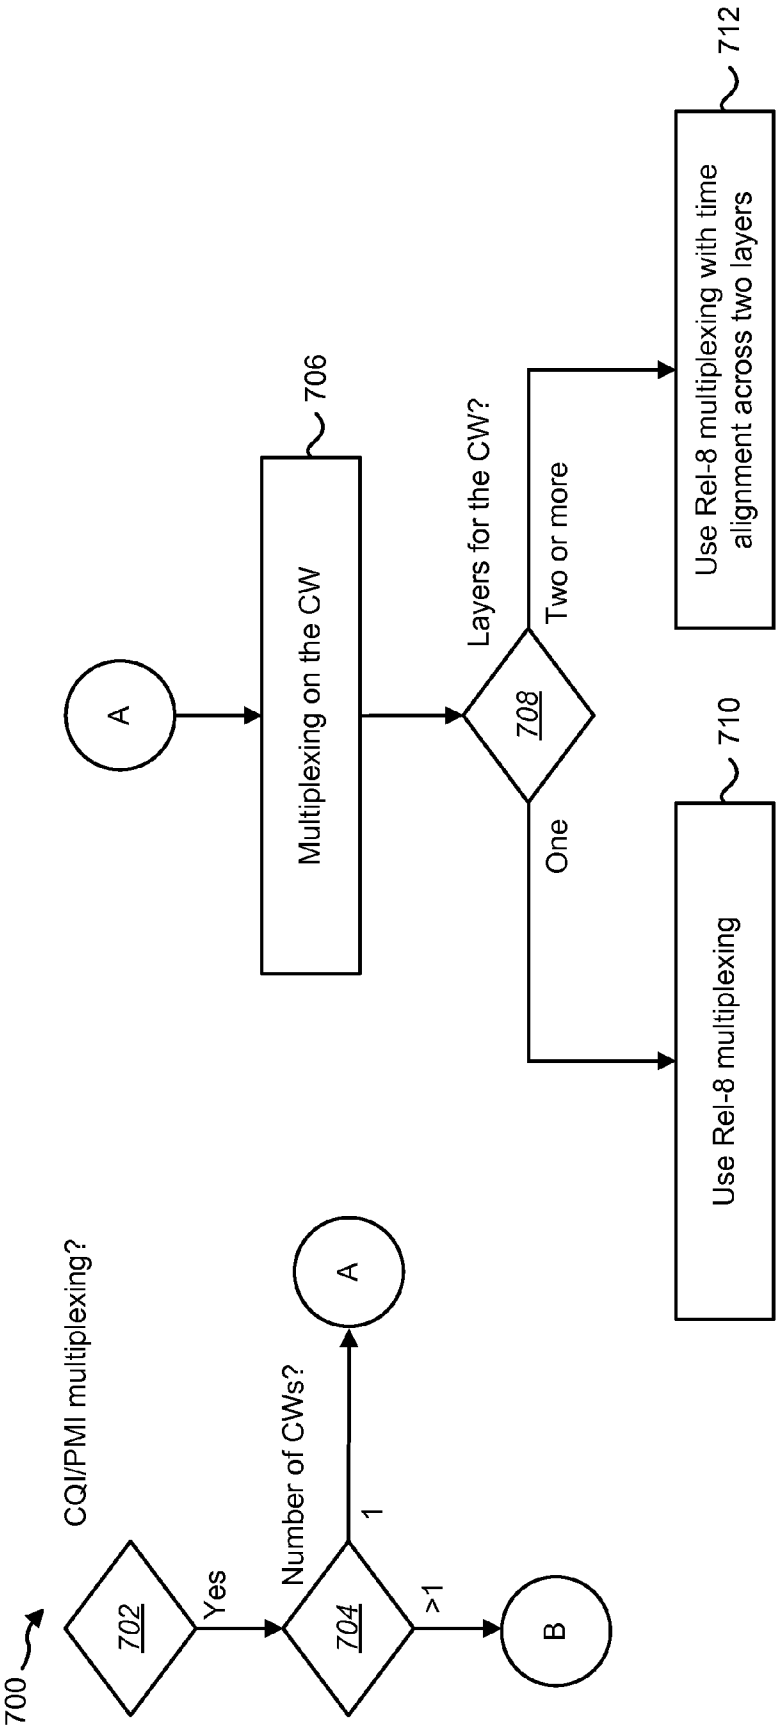 700
CQI/PMI multiplexing?
702
Yes
Number of CWs?
704
1
A
>1
B
A
706
Multiplexing on the CW
Layers for the CW?
708
One
Two or more
710
Use Rel-8 multiplexing
712
Use Rel-8 multiplexing with time
alignment across two layers